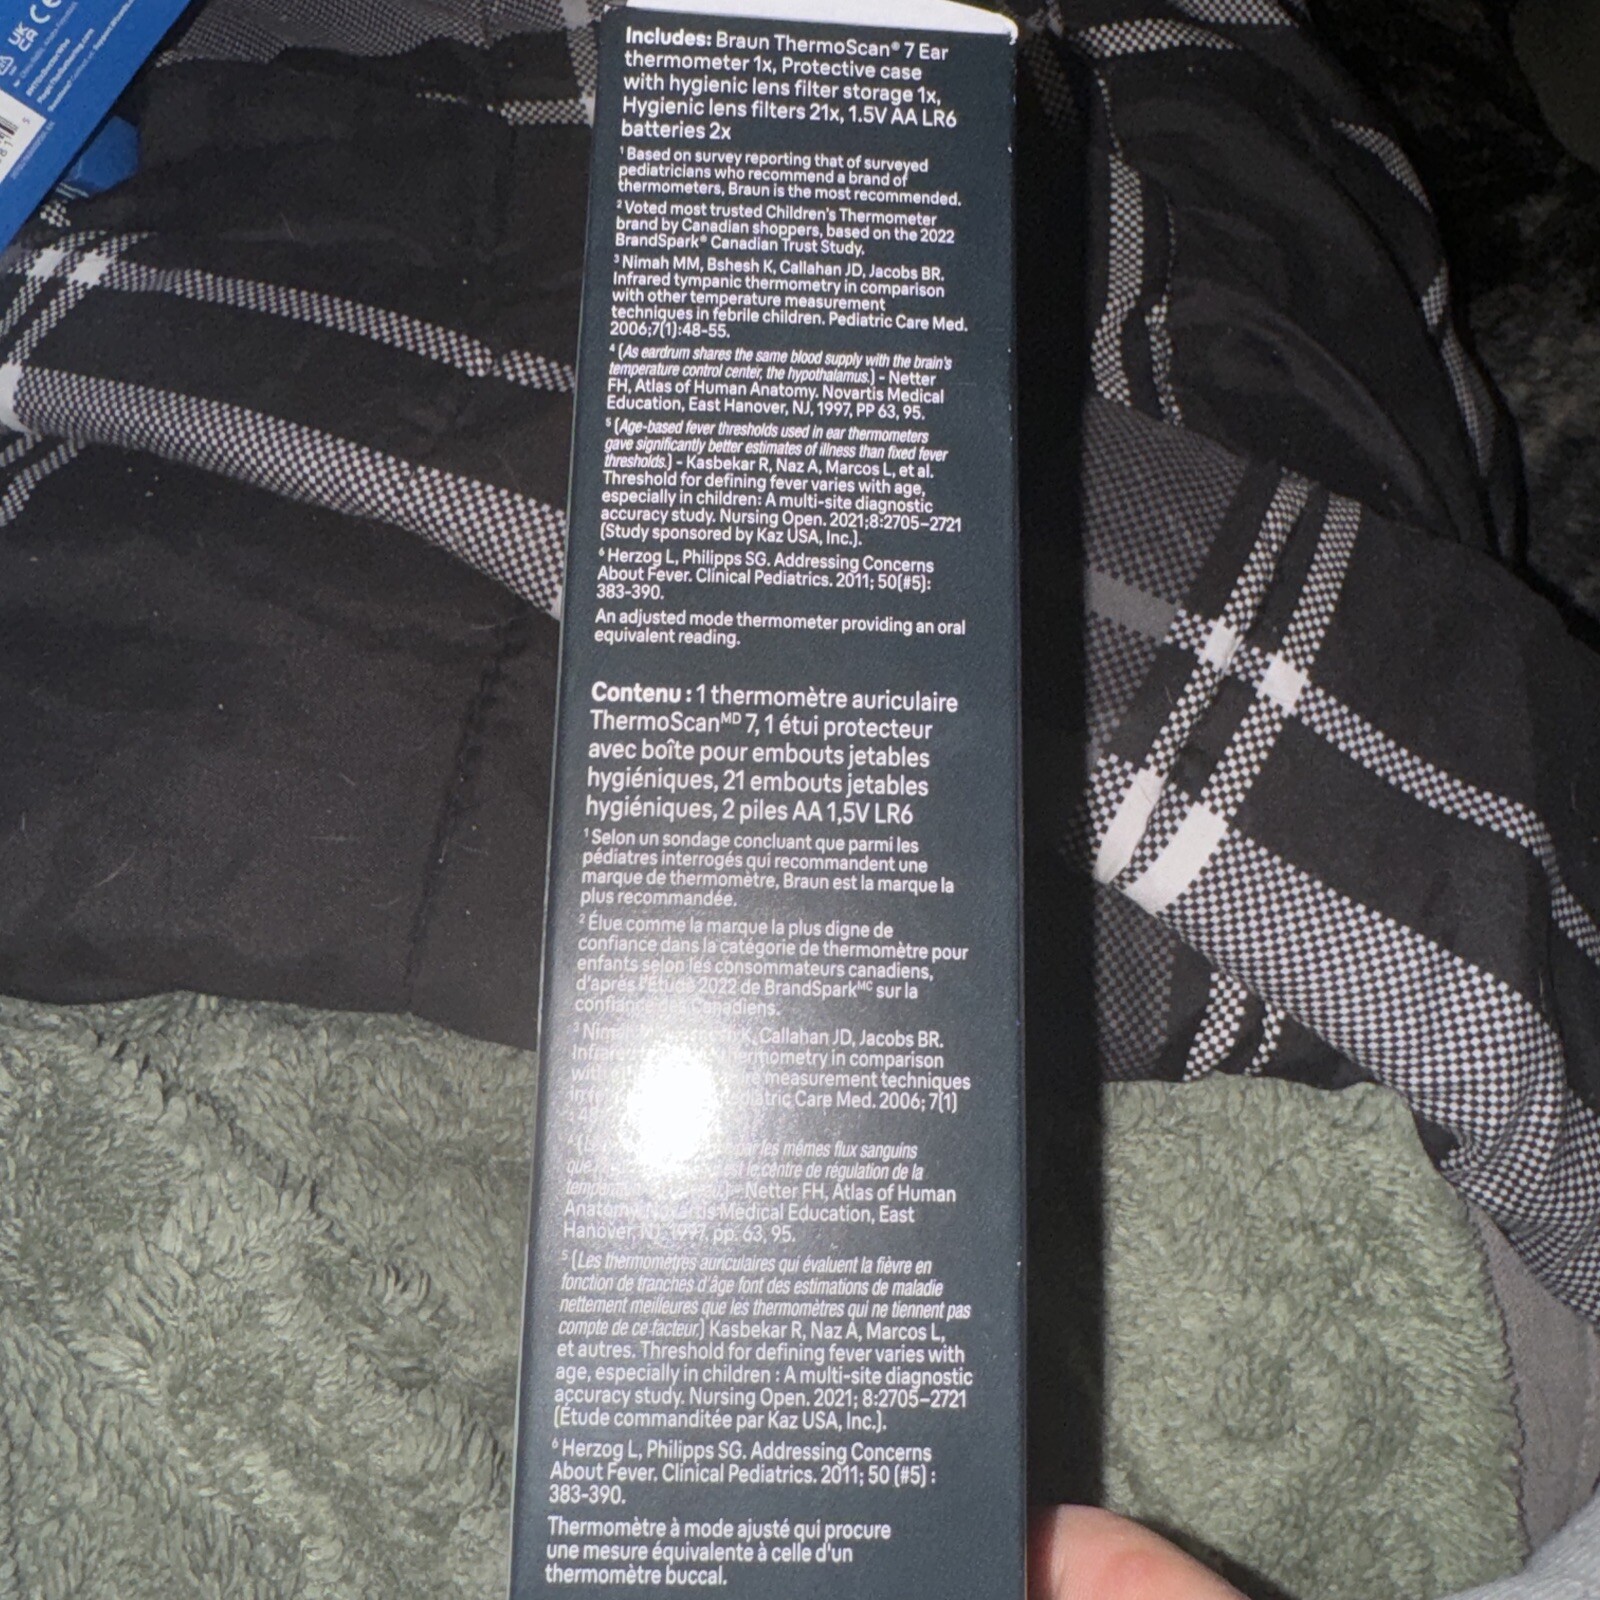 UK
CA
CE
Includes: Braun ThermoScan® 7 Ear
thermometer 1x, Protective case
with hygienic lens filter storage 1x,
Hygienic lens filters 21x, 1.5V AA LR6
batteries 2x
¹ Based on survey reporting that of surveyed
pediatricians who recommend a brand of
thermometers, Braun is the most recommended.
² Voted most trusted Children's Thermometer
brand by Canadian shoppers, based on the 2022
BrandSpark® Canadian Trust Study.
³ Nimah MM, Bshesh K, Callahan JD, Jacobs BR.
Infrared tympanic thermometry in comparison
with other temperature measurement
techniques in febrile children. Pediatric Care Med.
2006;7(1):48-55.
⁴ (As eardrum shares the same blood supply with the brain's
temperature control center, the hypothalamus.) - Netter
FH, Atlas of Human Anatomy. Novartis Medical
Education, East Hanover, NJ, 1997, PP 63, 95.
⁵ (Age-based fever thresholds used in ear thermometers
gave significantly better estimates of illness than fixed fever
thresholds.) - Kasbekar R, Naz A, Marcos L, et al.
Threshold for defining fever varies with age,
especially in children: A multi-site diagnostic
accuracy study. Nursing Open. 2021;8:2705–2721
(Study sponsored by Kaz USA, Inc.).
⁶ Herzog L, Philipps SG. Addressing Concerns
About Fever. Clinical Pediatrics. 2011; 50(#5):
383-390.
An adjusted mode thermometer providing an oral
equivalent reading.
Contenu : 1 thermomètre auriculaire
ThermoScanᴹᴰ 7, 1 étui protecteur
avec boîte pour embouts jetables
hygiéniques, 21 embouts jetables
hygiéniques, 2 piles AA 1,5V LR6
¹ Selon un sondage concluant que parmi les
pédiatres interrogés qui recommandent une
marque de thermomètre, Braun est la marque la
plus recommandée.
² Élue comme la marque la plus digne de
confiance dans la catégorie de thermomètre pour
enfants selon les consommateurs canadiens,
d'après l'Étude 2022 de BrandSparkᴹᶜ sur la
confiance des Canadiens.
³ K, Callahan JD, Jacobs BR.
thermometry in comparison
measurement techniques
Care Med. 2006; 7(1)
par les mêmes flux sanguins
le centre de régulation de la
- Netter FH, Atlas of Human
Anatomy. Novartis Medical Education, East
Hanover, NJ, 1997, pp. 63, 95.
⁵ (Les thermomètres auriculaires qui évaluent la fièvre en
fonction de tranches d'âge font des estimations de maladie
nettement meilleures que les thermomètres qui ne tiennent pas
compte de ce facteur.) Kasbekar R, Naz A, Marcos L,
et autres. Threshold for defining fever varies with
age, especially in children : A multi-site diagnostic
accuracy study. Nursing Open. 2021; 8:2705–2721
(Étude commanditée par Kaz USA, Inc.).
⁶ Herzog L, Philipps SG. Addressing Concerns
About Fever. Clinical Pediatrics. 2011; 50 (#5) :
383-390.
Thermomètre à mode ajusté qui procure
une mesure équivalente à celle d'un
thermomètre buccal.